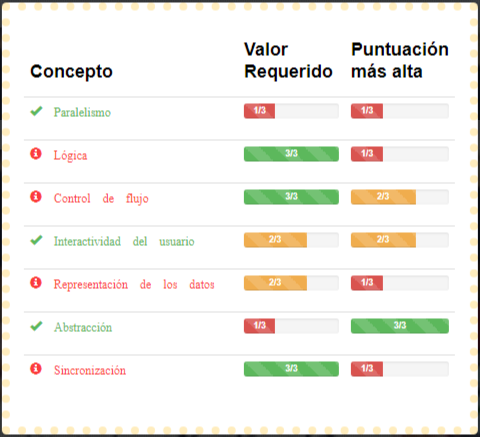 Concepto Valor Requerido Puntuación más alta
Paralelismo 1/3 1/3
Lógica 3/3 1/3
Control de flujo 3/3 2/3
Interactividad del usuario 2/3 2/3
Representación de los datos 2/3 1/3
Abstracción 1/3 3/3
Sincronización 3/3 1/3